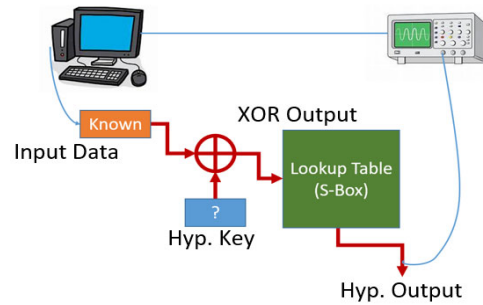 XOR Output
Known
Input Data
Lookup Table
(S-Box)
?
Hyp. Key
Hyp. Output